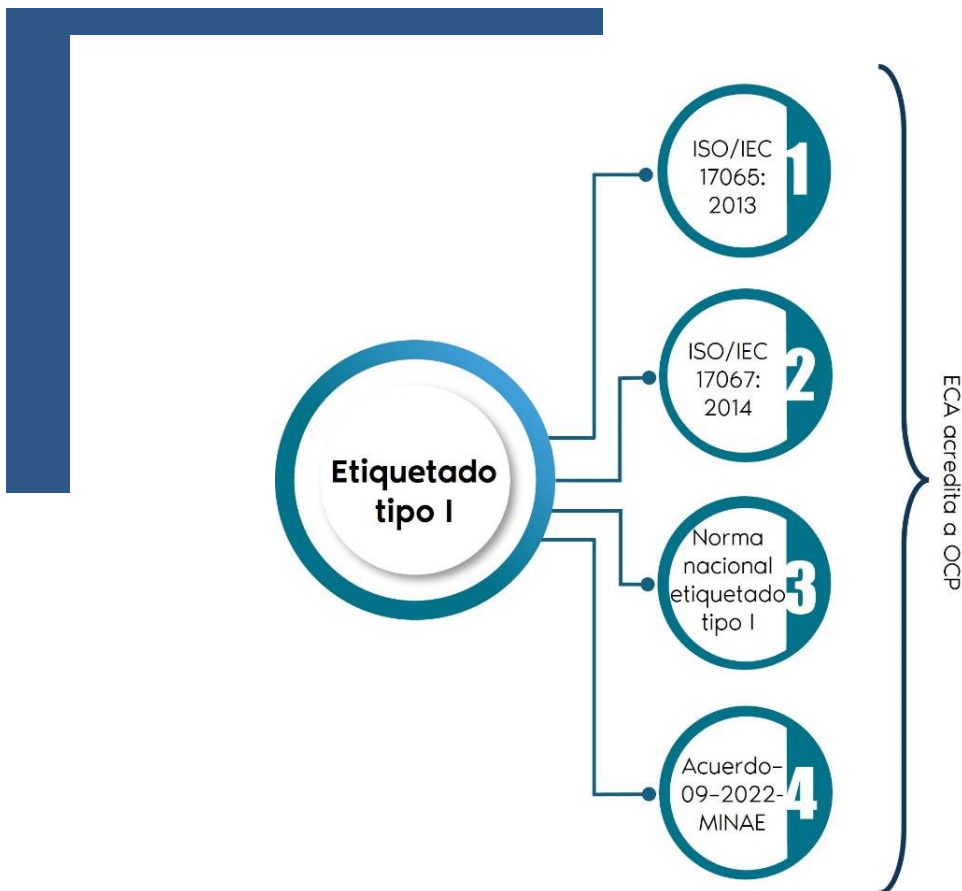 Etiquetado
tipo I
ISO/IEC
17065:
2013
1
ISO/IEC
17067:
2014
2
Norma
nacional
etiquetado
tipo I
3
Acuerdo-
09-2022-
MINAE
4
ECA acredita a OCP